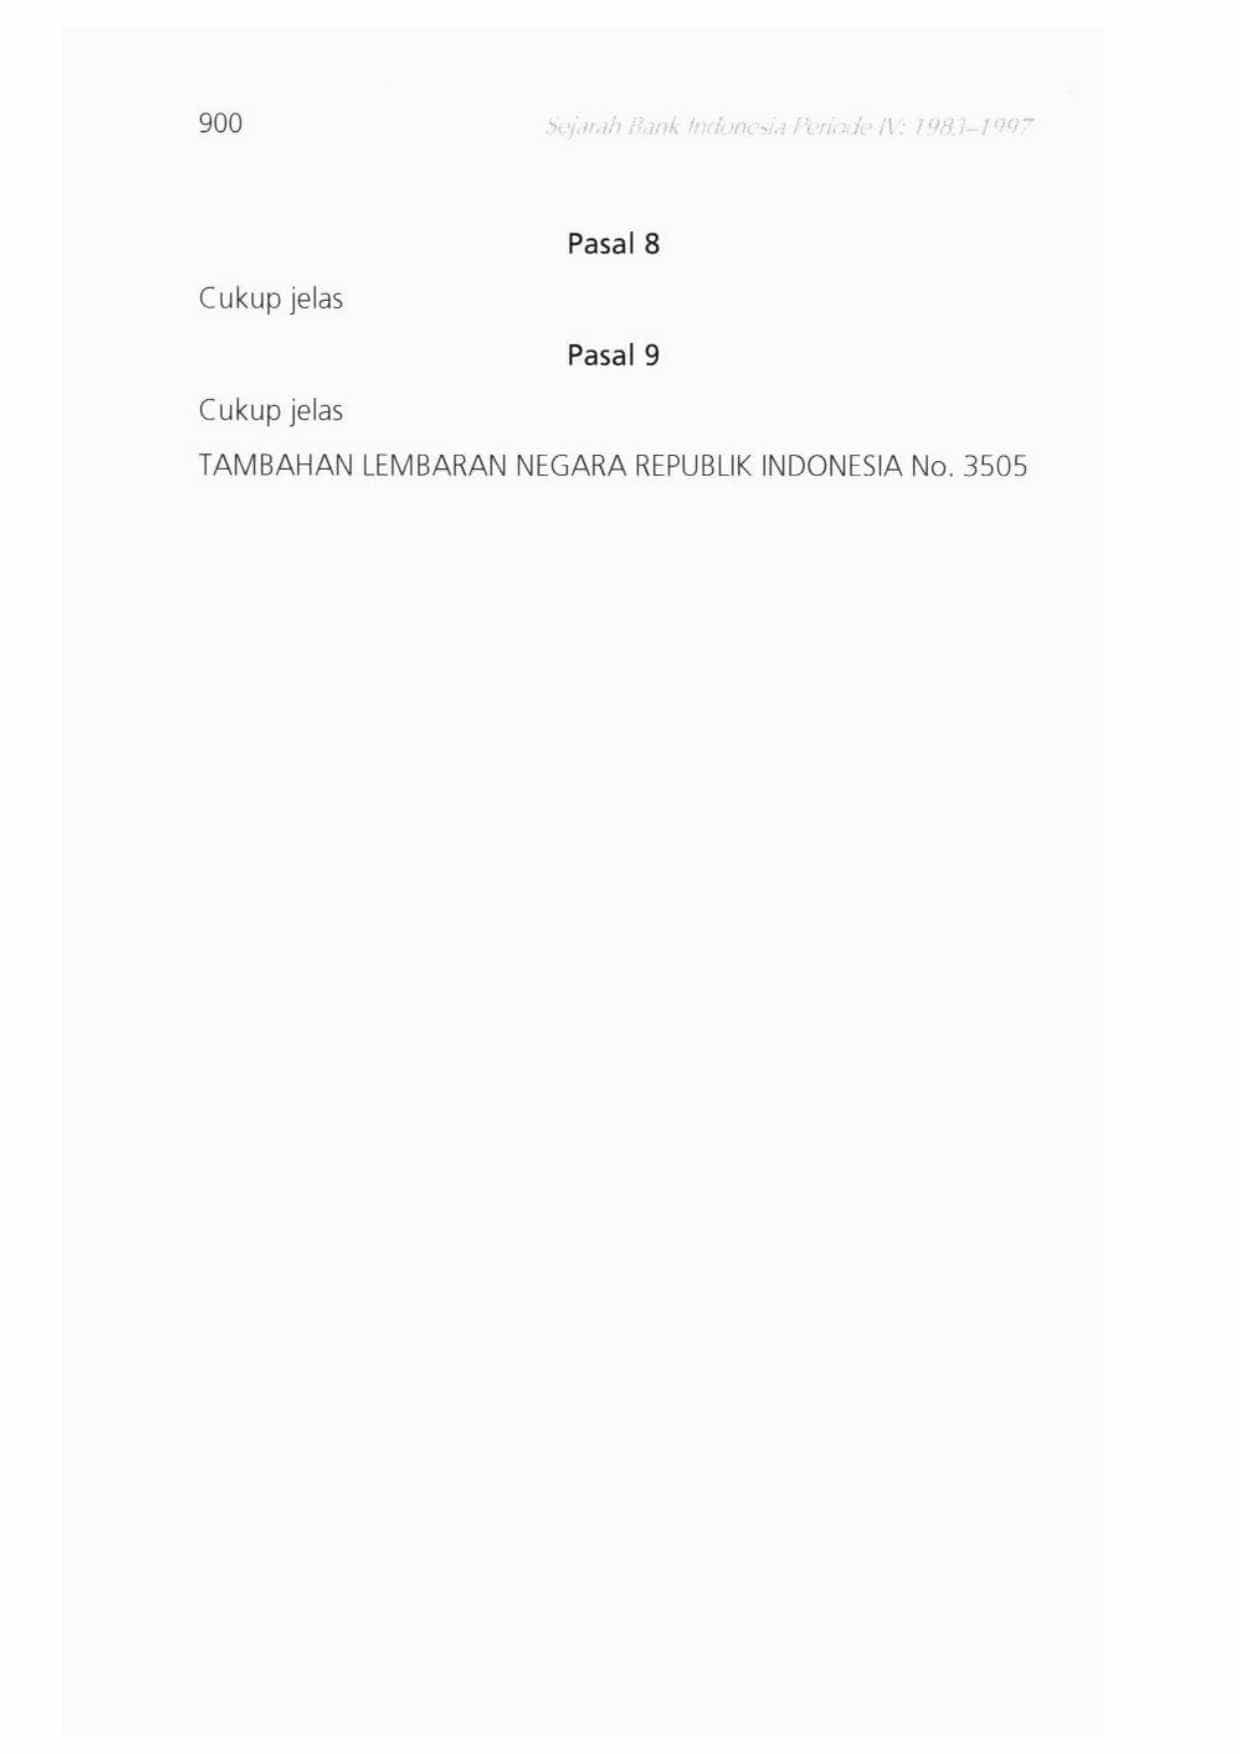 900
Sejarah Bank Indonesia Periode IV: 1983–1997
Pasal 8
Cukup jelas
Pasal 9
Cukup jelas
TAMBAHAN LEMBARAN NEGARA REPUBLIK INDONESIA No. 3505